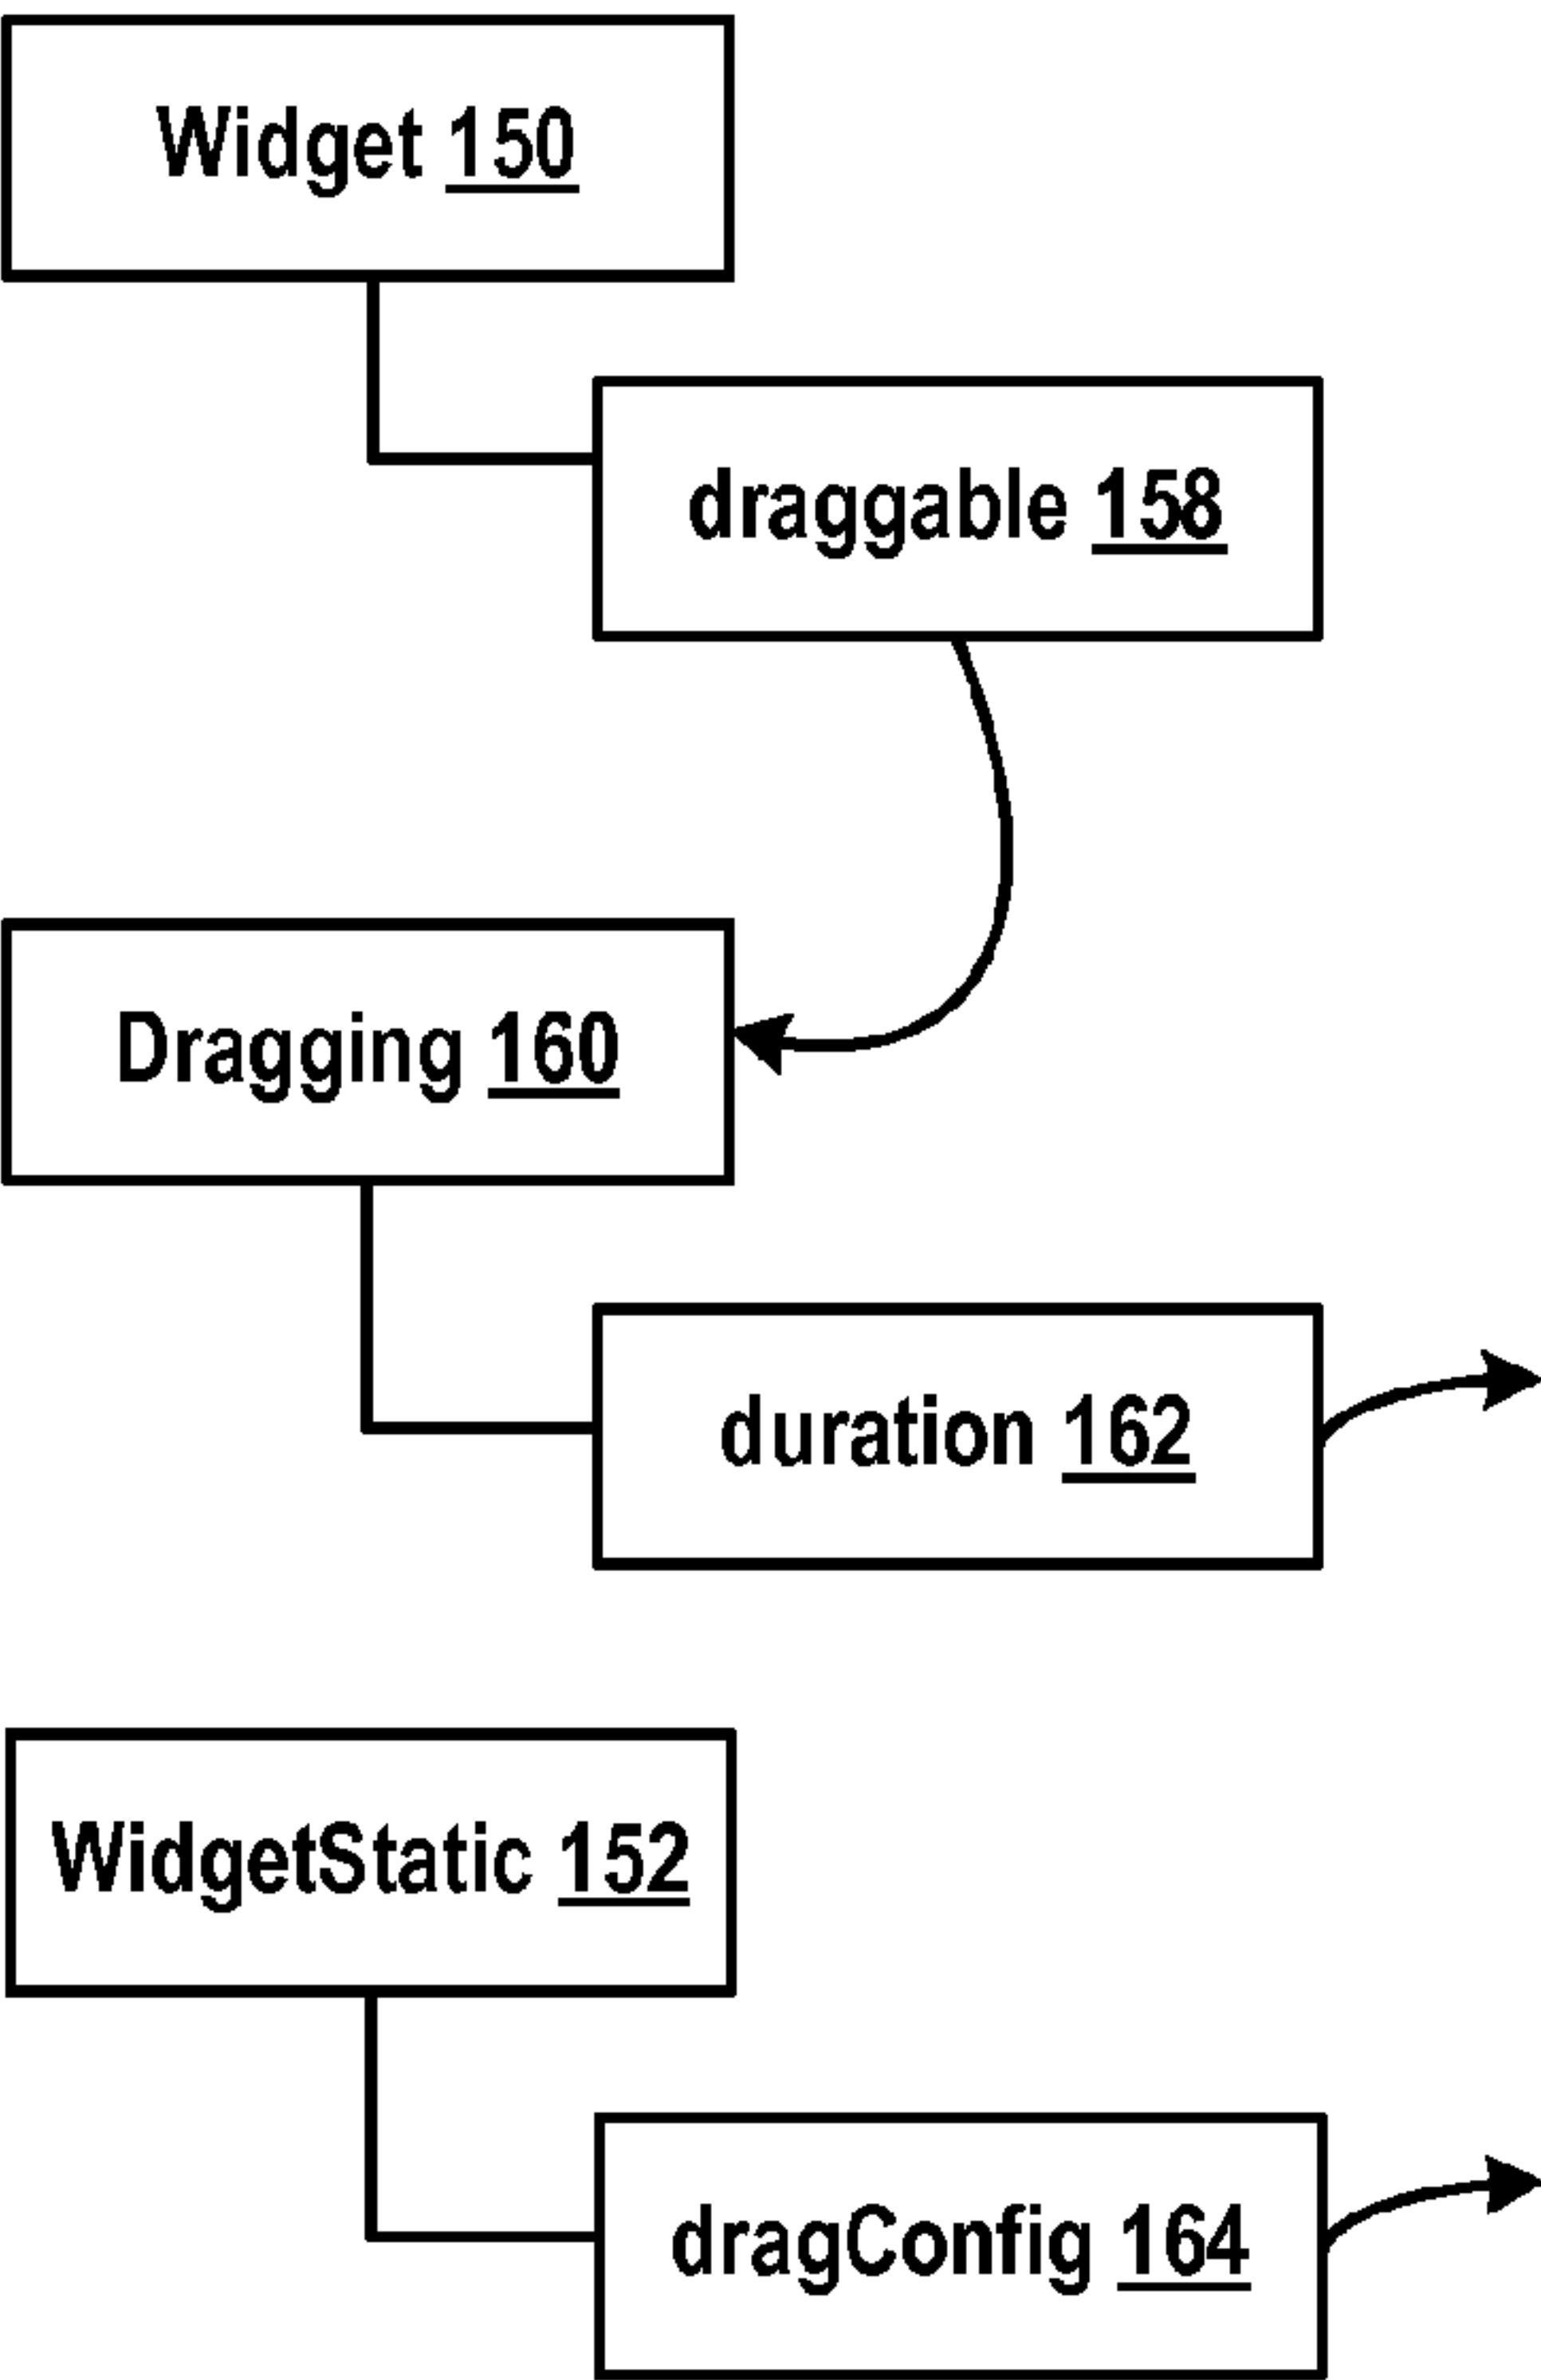 Widget 150
draggable 158
Dragging 160
duration 162
WidgetStatic 152
dragConfig 164